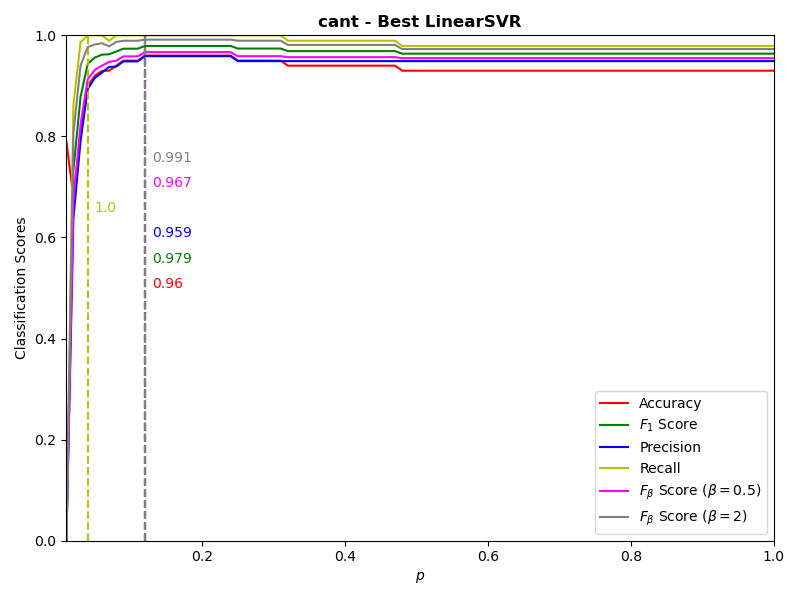 cant - Best LinearSVR
Classification Scores
1.0
0.8
0.6
0.4
0.2
0.0
0.991
0.967
1.0
0.959
0.979
0.96
Accuracy
F₁ Score
Precision
Recall
Fᵦ Score (β = 0.5)
Fᵦ Score (β = 2)
0.2
0.4
0.6
0.8
1.0
p